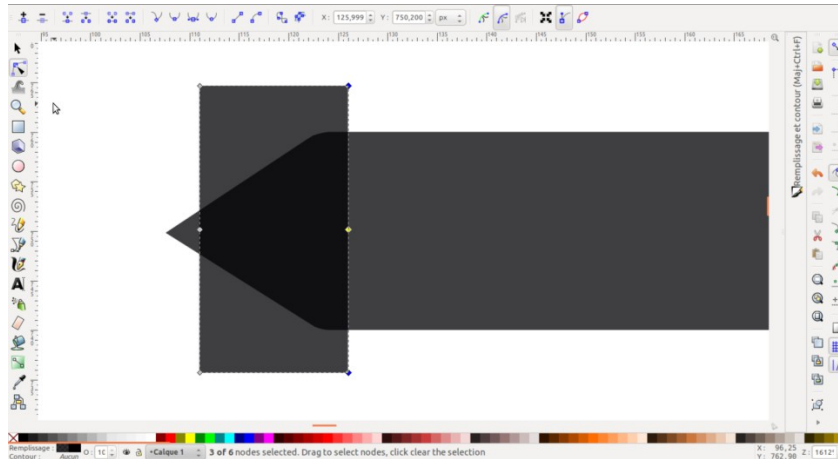 X: 125,999 Y: 750,200 px
Remplissage et contour (Maj+Ctrl+F)
Remplissage :
Contour : Aucun
O :
Calque 1
3 of 6 nodes selected. Drag to select nodes, click clear the selection
X: 96,25
Y: 762,90
Z: 1612